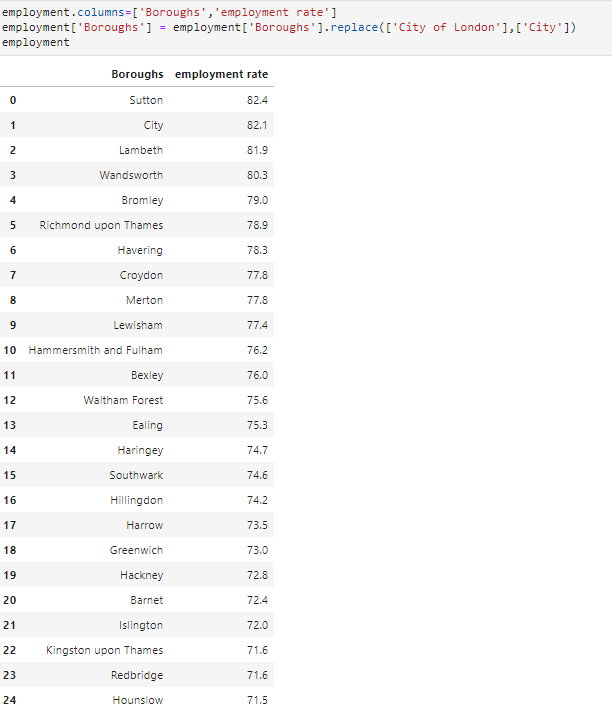 employment.columns=['Boroughs','employment rate']
employment['Boroughs'] = employment['Boroughs'].replace(['City of London'],['City'])
employment
Boroughs employment rate
0 Sutton 82.4
1 City 82.1
2 Lambeth 81.9
3 Wandsworth 80.3
4 Bromley 79.0
5 Richmond upon Thames 78.9
6 Havering 78.3
7 Croydon 77.8
8 Merton 77.8
9 Lewisham 77.4
10 Hammersmith and Fulham 76.2
11 Bexley 76.0
12 Waltham Forest 75.6
13 Ealing 75.3
14 Haringey 74.7
15 Southwark 74.6
16 Hillingdon 74.2
17 Harrow 73.5
18 Greenwich 73.0
19 Hackney 72.8
20 Barnet 72.4
21 Islington 72.0
22 Kingston upon Thames 71.6
23 Redbridge 71.6
24 Hounslow 71.5